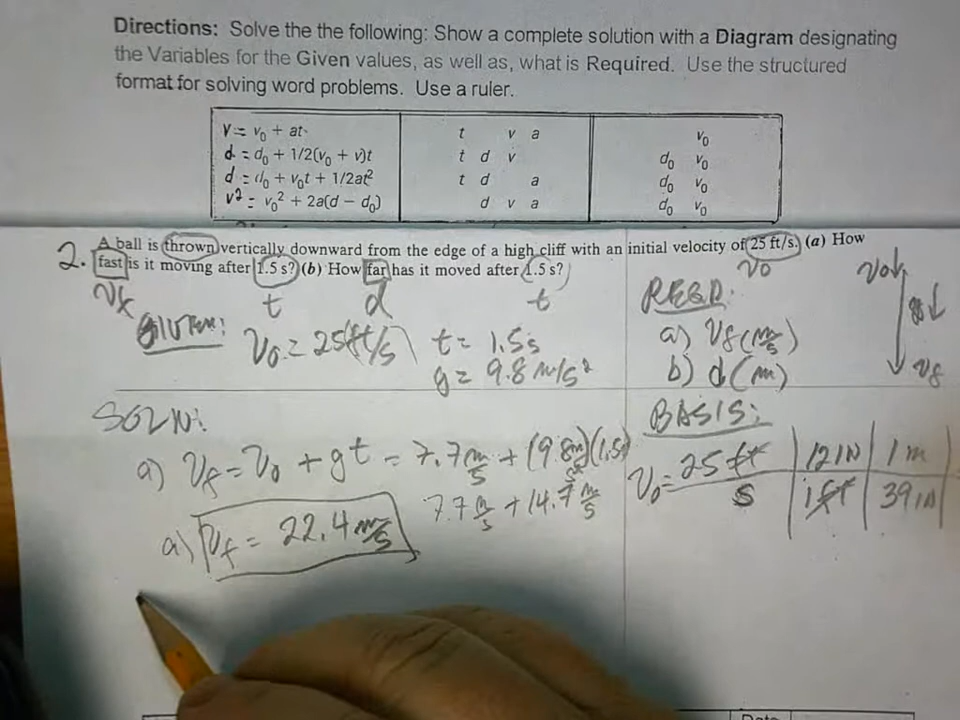 Directions: Solve the the following: Show a complete solution with a Diagram designating
the Variables for the Given values, as well as, what is Required. Use the structured
format for solving word problems. Use a ruler.
v = v₀ + at t v a v₀
d = d₀ + 1/2(v₀ + v)t t d v d₀ v₀
d = d₀ + v₀t + 1/2at² t d a d₀ v₀
v² = v₀² + 2a(d – d₀) d v a d₀ v₀
2. A ball is thrown vertically downward from the edge of a high cliff with an initial velocity of 25 ft/s. (a) How
fast is it moving after 1.5 s? (b) How far has it moved after 1.5 s?
Vf t d t V₀
GIVEN: V₀ = 25(ft/s) t = 1.5s
g = 9.8 m/s²
REQD:
a) Vf (m/s)
b) d (m)
V₀↓
g↓
Vf
SOLN:
a) Vf = V₀ + gt = 7.7 m/s + (9.8 m/s²)(1.5s)
7.7 m/s + 14.7 m/s
a) Vf = 22.4 m/s
BASIS:
V₀ = 25 ft | 12 IN | 1 m
s | 1 ft | 39 in